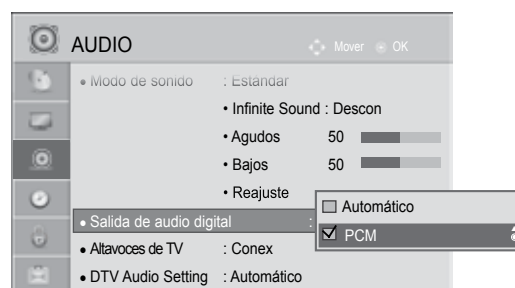 AUDIO
Mover OK
• Modo de sonido : Estándar
• Infinite Sound : Descon
• Agudos 50
• Bajos 50
• Reajuste
• Salida de audio digital :
Automático
PCM
• Altavoces de TV : Conex
• DTV Audio Setting : Automático